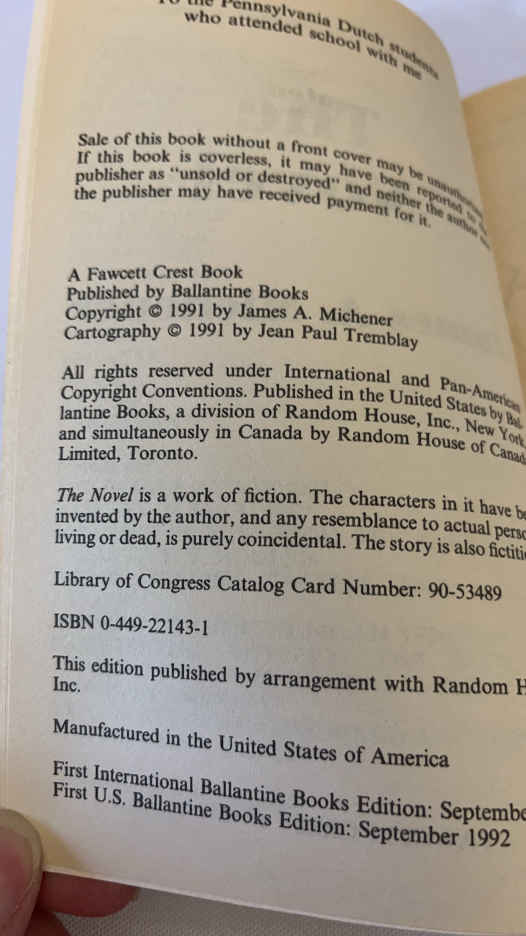 the Pennsylvania Dutch students
who attended school with me
Sale of this book without a front cover may be
If this book is coverless, it may have been reported to
publisher as "unsold or destroyed" and neither the author
the publisher may have received payment for it.
A Fawcett Crest Book
Published by Ballantine Books
Copyright © 1991 by James A. Michener
Cartography © 1991 by Jean Paul Tremblay
All rights reserved under International and Pan-American
Copyright Conventions. Published in the United States by Bal-
lantine Books, a division of Random House, Inc., New York,
and simultaneously in Canada by Random House of Canad
Limited, Toronto.
The Novel is a work of fiction. The characters in it have be
invented by the author, and any resemblance to actual perso
living or dead, is purely coincidental. The story is also fictiti
Library of Congress Catalog Card Number: 90-53489
ISBN 0-449-22143-1
This edition published by arrangement with Random H
Inc.
Manufactured in the United States of America
First International Ballantine Books Edition: Septembe
First U.S. Ballantine Books Edition: September 1992